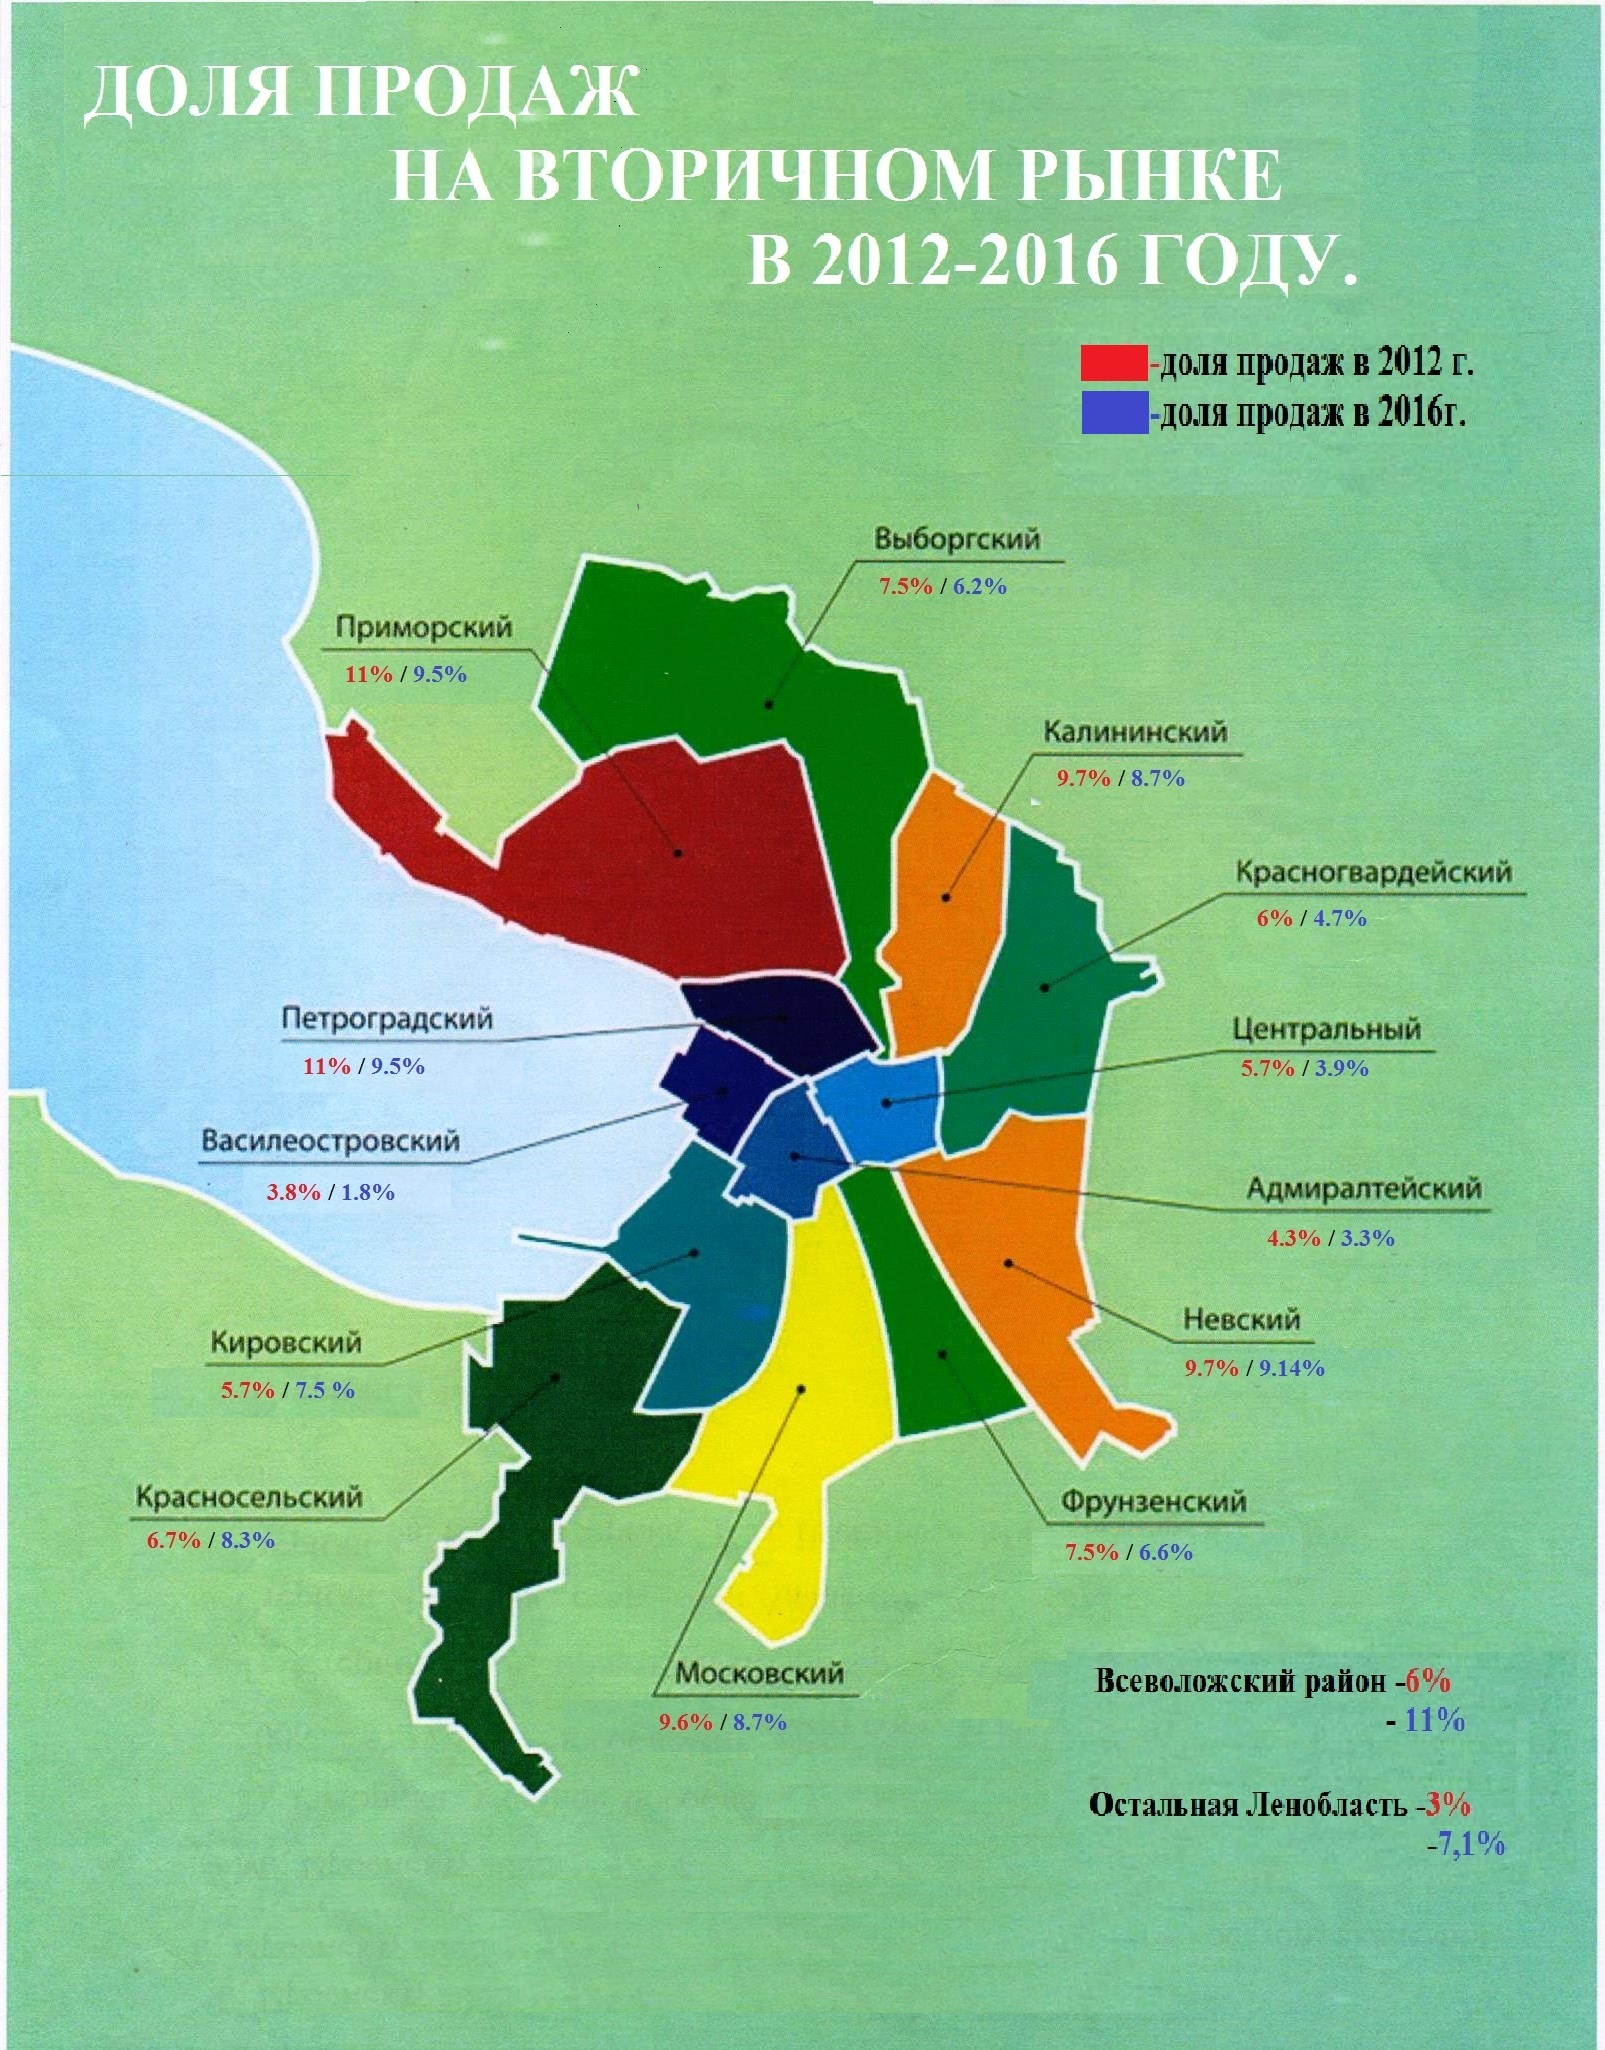 ДОЛЯ ПРОДАЖ
НА ВТОРИЧНОМ РЫНКЕ
В 2012-2016 ГОДУ.
-доля продаж в 2012 г.
-доля продаж в 2016г.
Выборгский
7.5% / 6.2%
Приморский
11% / 9.5%
Калининский
9.7% / 8.7%
Красногвардейский
6% / 4.7%
Петроградский
11% / 9.5%
Центральный
5.7% / 3.9%
Василеостровский
3.8% / 1.8%
Адмиралтейский
4.3% / 3.3%
Невский
9.7% / 9.14%
Кировский
5.7% / 7.5 %
Красносельский
6.7% / 8.3%
Фрунзенский
7.5% / 6.6%
Московский
9.6% / 8.7%
Всеволожский район -6%
- 11%
Остальная Ленобласть -3%
-7,1%